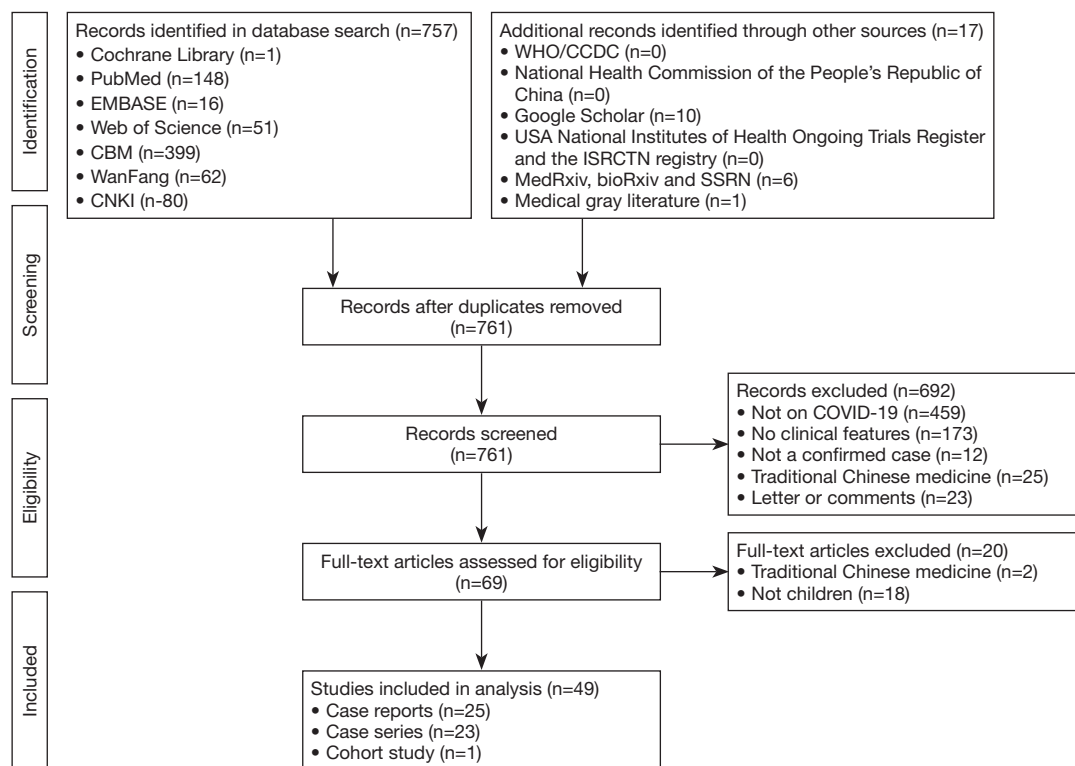 Identification
Records identified in database search (n=757)
• Cochrane Library (n=1)
• PubMed (n=148)
• EMBASE (n=16)
• Web of Science (n=51)
• CBM (n=399)
• WanFang (n=62)
• CNKI (n-80)
Additional reconds identified through other sources (n=17)
• WHO/CCDC (n=0)
• National Health Commission of the People's Republic of
China (n=0)
• Google Scholar (n=10)
• USA National Institutes of Health Ongoing Trials Register
and the ISRCTN registry (n=0)
• MedRxiv, bioRxiv and SSRN (n=6)
• Medical gray literature (n=1)
Screening
Records after duplicates removed
(n=761)
Eligibility
Records screened
(n=761)
Records excluded (n=692)
• Not on COVID-19 (n=459)
• No clinical features (n=173)
• Not a confirmed case (n=12)
• Traditional Chinese medicine (n=25)
• Letter or comments (n=23)
Full-text articles assessed for eligibility
(n=69)
Full-text articles excluded (n=20)
• Traditional Chinese medicine (n=2)
• Not children (n=18)
Included
Studies included in analysis (n=49)
• Case reports (n=25)
• Case series (n=23)
• Cohort study (n=1)